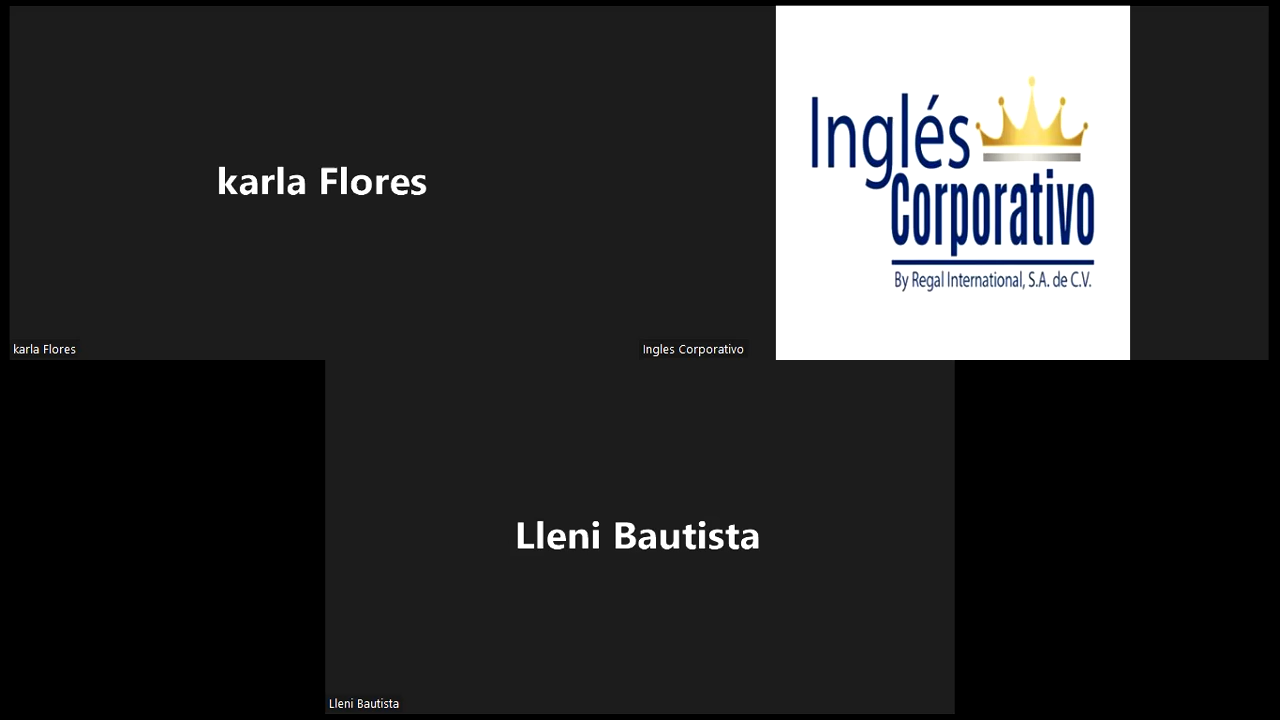 karla Flores
karla Flores
Inglés
Corporativo
By Regal International, S.A. de C.V.
Ingles Corporativo
Lleni Bautista
Lleni Bautista